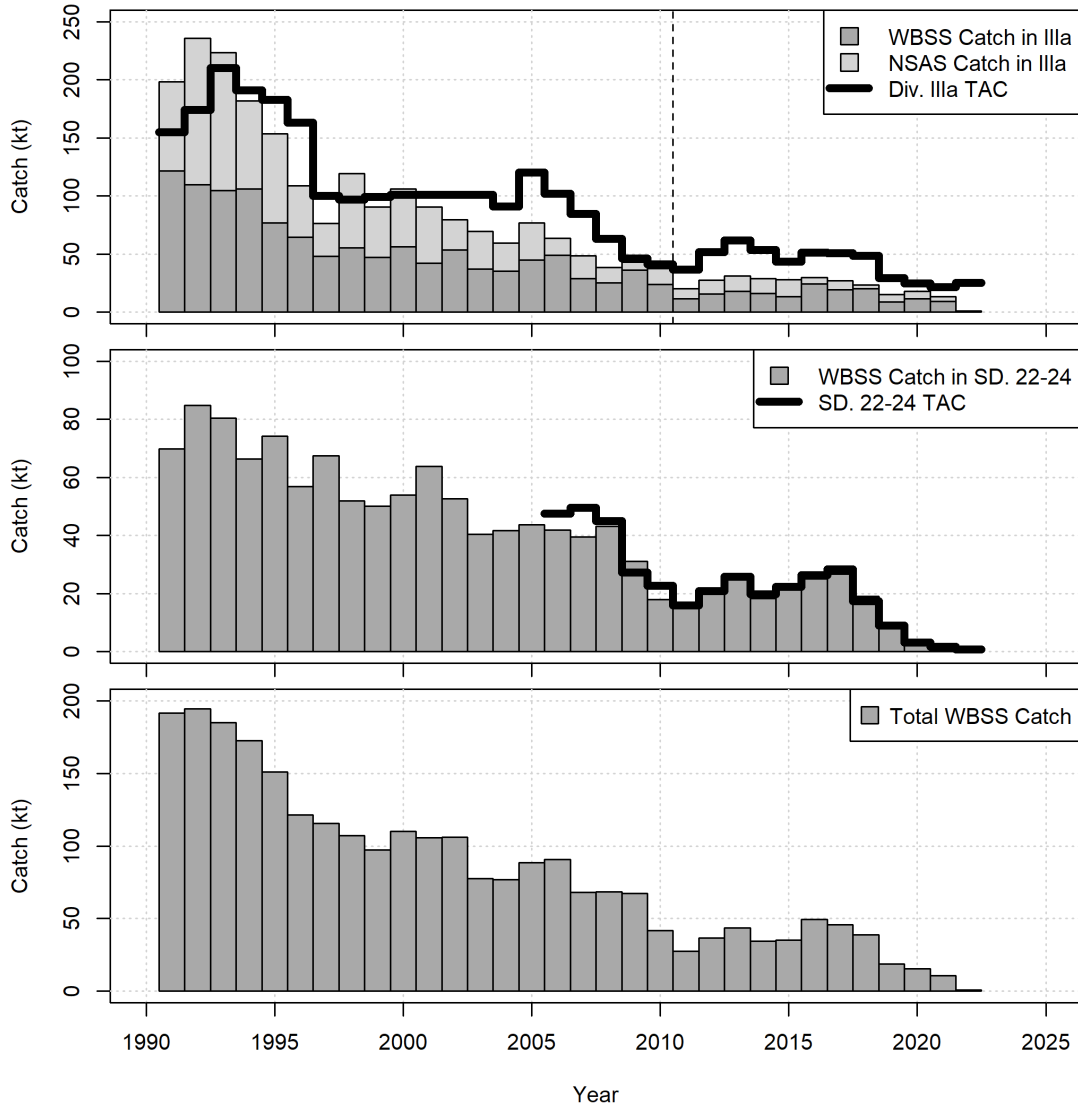 WBSS Catch in IIIa
NSAS Catch in IIIa
Div. IIIa TAC
Catch (kt)
250
200
150
100
50
0
WBSS Catch in SD. 22-24
SD. 22-24 TAC
Catch (kt)
100
80
60
40
20
0
Total WBSS Catch
Catch (kt)
200
150
100
50
0
1990 1995 2000 2005 2010 2015 2020 2025
Year